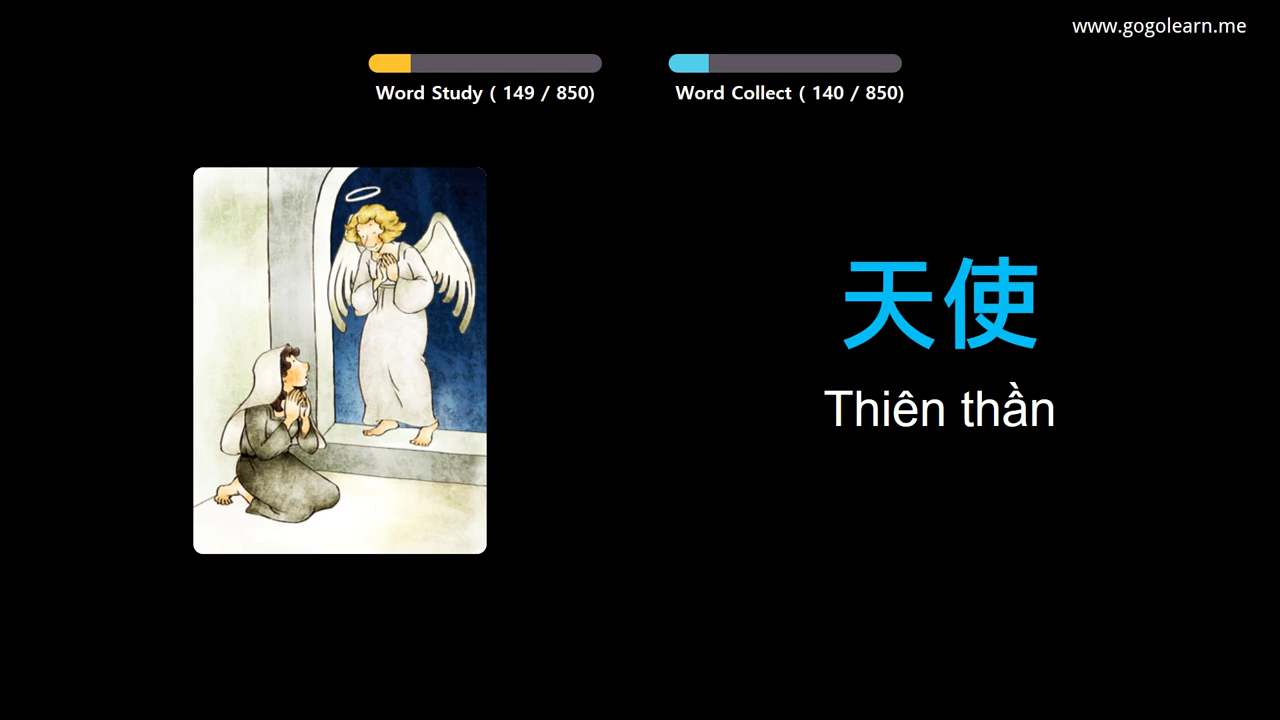 www.gogolearn.me
Word Study ( 149 / 850)
Word Collect ( 140 / 850)
天使
Thiên thần